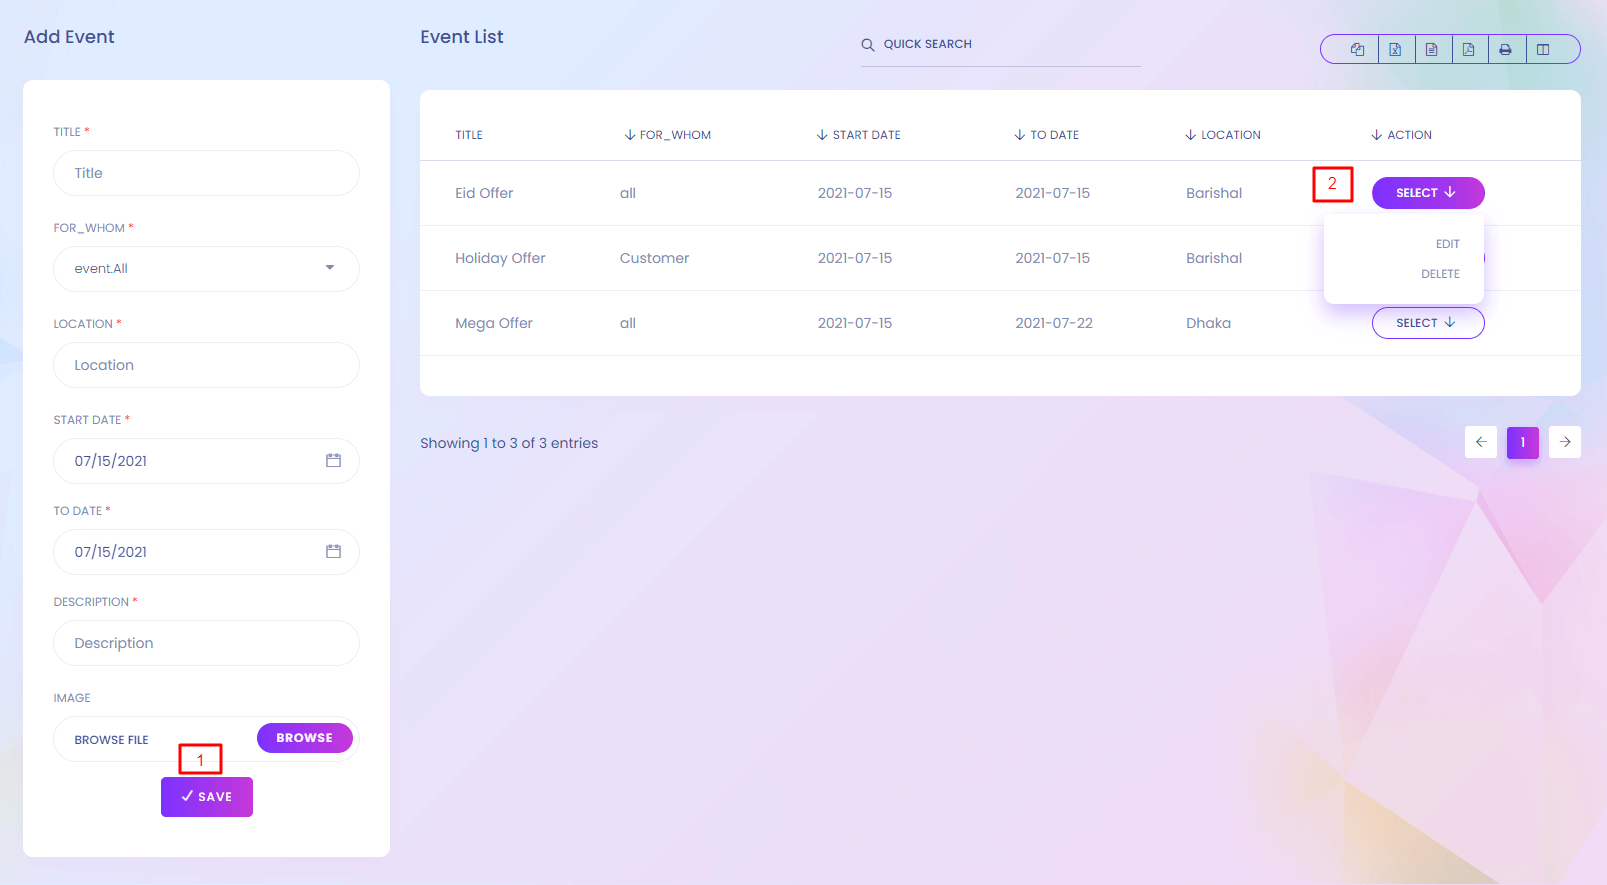 Add Event
TITLE *
Title
FOR_WHOM *
event.All
LOCATION *
Location
START DATE *
07/15/2021
TO DATE *
07/15/2021
DESCRIPTION *
Description
IMAGE
BROWSE FILE BROWSE
1
SAVE
Event List
QUICK SEARCH
TITLE FOR_WHOM START DATE TO DATE LOCATION ACTION
Eid Offer all 2021-07-15 2021-07-15 Barishal 2 SELECT
EDIT
Holiday Offer Customer 2021-07-15 2021-07-15 Barishal
DELETE
Mega Offer all 2021-07-15 2021-07-22 Dhaka SELECT
Showing 1 to 3 of 3 entries 1